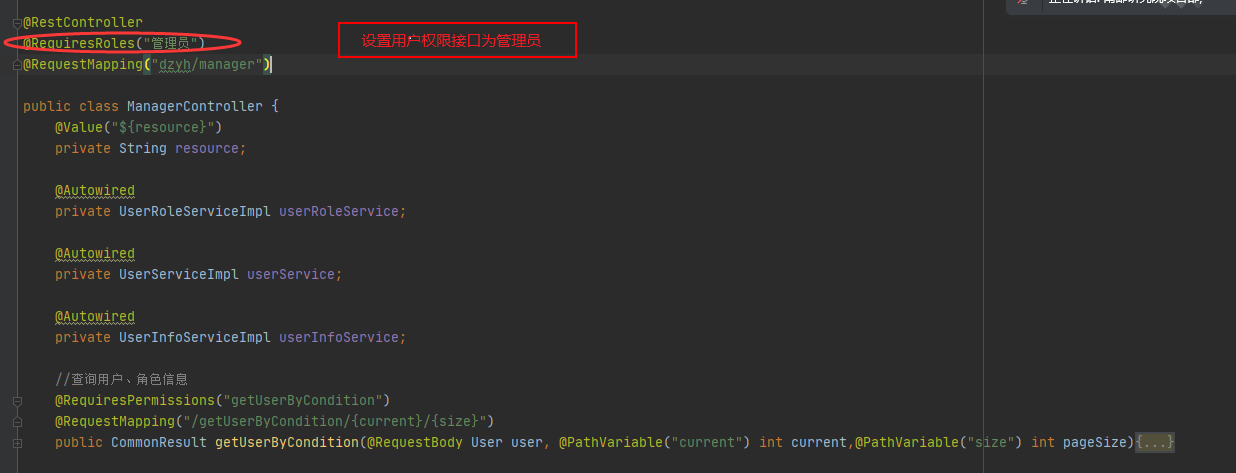 @RestController
@RequiresRoles("管理员")
设置用户权限接口为管理员
@RequestMapping("dzyh/manager")
public class ManagerController {
@Value("${resource}")
private String resource;
@Autowired
private UserRoleServiceImpl userRoleService;
@Autowired
private UserServiceImpl userService;
@Autowired
private UserInfoServiceImpl userInfoService;
//查询用户、角色信息
@RequiresPermissions("getUserByCondition")
@RequestMapping("/getUserByCondition/{current}/{size}")
public CommonResult getUserByCondition(@RequestBody User user, @PathVariable("current") int current,@PathVariable("size") int pageSize){...}